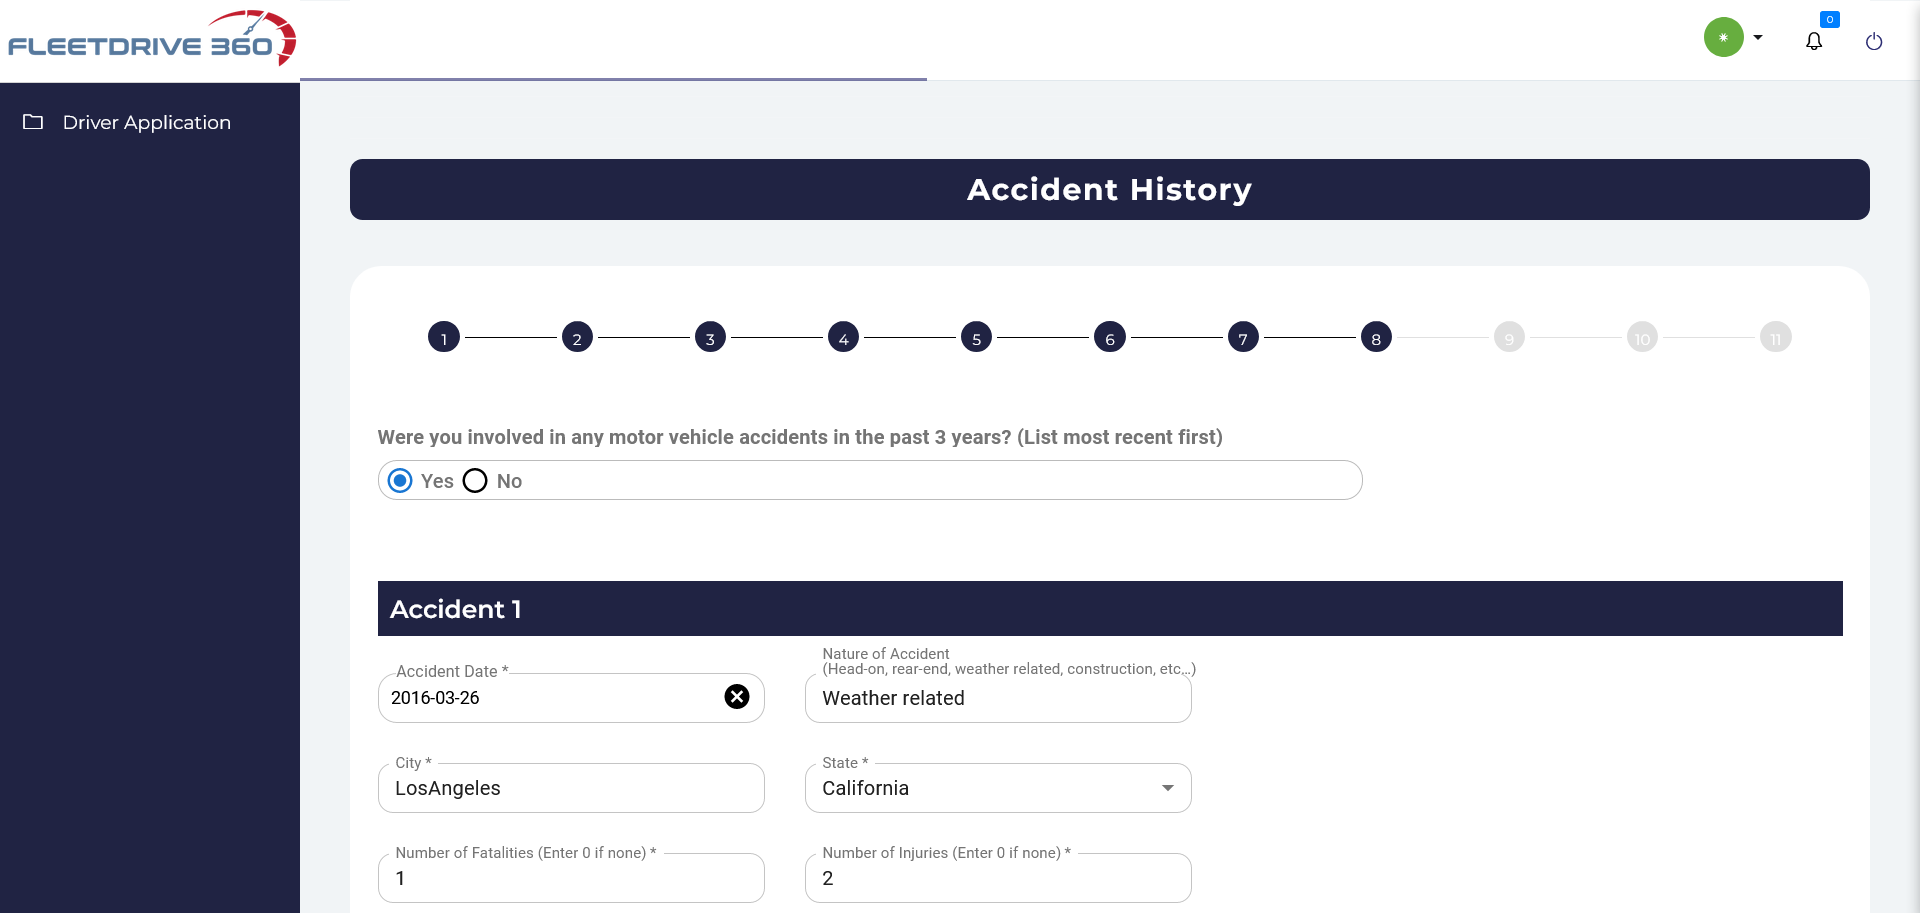 FLEETDRIVE 360
0
Driver Application
Accident History
1 2 3 4 5 6 7 8 9 10 11
Were you involved in any motor vehicle accidents in the past 3 years? (List most recent first)
Yes No
Accident 1
Accident Date *
2016-03-26
Nature of Accident
(Head-on, rear-end, weather related, construction, etc...)
Weather related
City *
LosAngeles
State *
California
Number of Fatalities (Enter 0 if none) *
1
Number of Injuries (Enter 0 if none) *
2